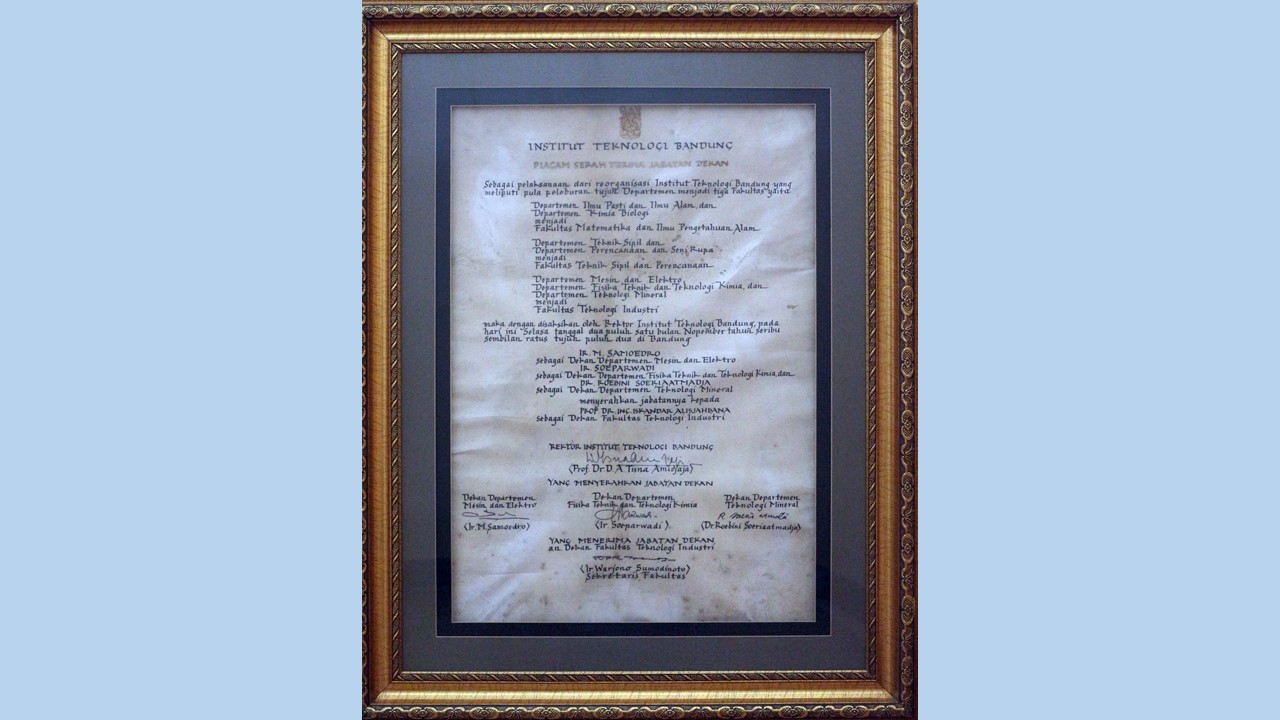 INSTITUT TEKNOLOGI BANDUNG
PIAGAM SERAH TERIMA JABATAN DEKAN
Sebagai pelaksanaan dari reorganisasi Institut Teknologi Bandung yang
meliputi pula peleburan tujuh Departemen menjadi tiga Fakultas yaitu
Departemen Ilmu Pasti dan Ilmu Alam, dan
Departemen Kimia Biologi
menjadi
Fakultas Matematika dan Ilmu Pengetahuan Alam
Departemen Teknik Sipil dan
Departemen Perencanaan dan Seni Rupa
menjadi
Fakultas Teknik Sipil dan Perencanaan
Departemen Mesin dan Elektro,
Departemen Fisika Teknik dan Teknologi Kimia, dan
Departemen Teknologi Mineral
menjadi
Fakultas Teknologi Industri
maka dengan disaksikan oleh Rektor Institut Teknologi Bandung, pada
hari ini Selasa tanggal dua puluh satu bulan Nopember tahun seribu
sembilan ratus tujuh puluh dua di Bandung
IR. M. SAMOEDRO
sebagai Dekan Departemen Mesin dan Elektro
IR. SOEPARWADI
sebagai Dekan Departemen Fisika Teknik dan Teknologi Kimia, dan
DR. ROEBINI SOERIAATMADJA
sebagai Dekan Departemen Teknologi Mineral
menyerahkan jabatannya kepada
PROF. DR. ING. ISKANDAR ALISJAHBANA
sebagai Dekan Fakultas Teknologi Industri
REKTOR INSTITUT TEKNOLOGI BANDUNG
(Prof. Dr. D. A. Tisna Amidjaja)
YANG MENYERAHKAN JABATAN DEKAN
Dekan Departemen
Mesin dan Elektro
(Ir. M. Samoedro)
Dekan Departemen
Fisika Teknik dan Teknologi Kimia
(Ir. Soeparwadi)
Dekan Departemen
Teknologi Mineral
(Dr Roebini Soeriaatmadja)
YANG MENERIMA JABATAN DEKAN
an. Dekan Fakultas Teknologi Industri
(Ir Warjono Sumodinoto)
Sekretaris Fakultas